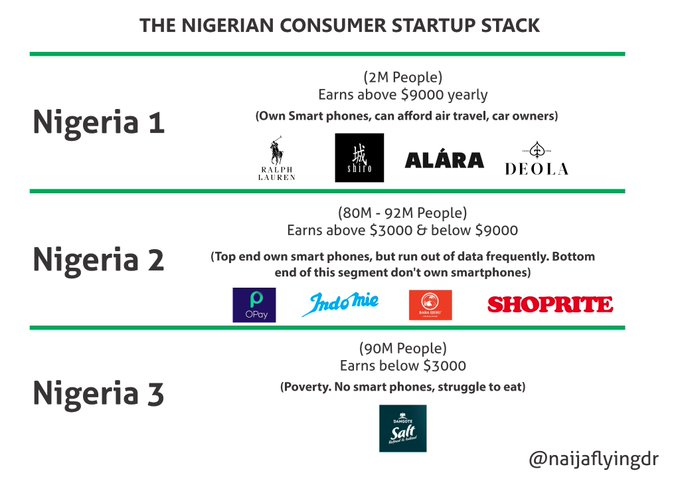 THE NIGERIAN CONSUMER STARTUP STACK
Nigeria 1
(2M People)
Earns above $9000 yearly
(Own Smart phones, can afford air travel, car owners)
RALPH
LAUREN
城
shiro
ALÁRA
DEOLA
Nigeria 2
(80M - 92M People)
Earns above $3000 & below $9000
(Top end own smart phones, but run out of data frequently. Bottom
end of this segment don't own smartphones)
OPay
Indomie
SHOPRITE
Nigeria 3
(90M People)
Earns below $3000
(Poverty. No smart phones, struggle to eat)
DANGOTE
Salt
@naijaflyingdr